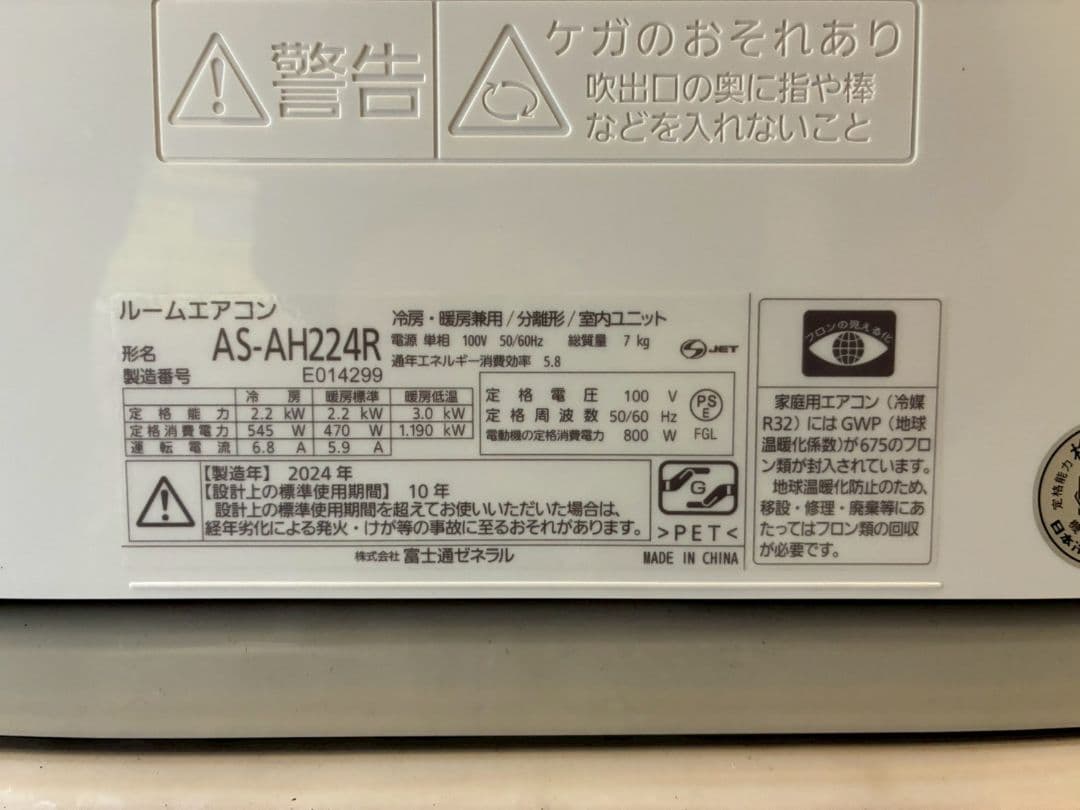 警告
ケガのおそれあり
吹出口の奥に指や棒
などを入れないこと
ルームエアコン
形名 AS-AH224R
製造番号 E014299
冷房・暖房兼用/分離形/室内ユニット
電源 単相 100V 50/60Hz 総質量 7 kg
通年エネルギー消費効率 5.8
JET
冷房 暖房標準 暖房低温
定格能力 2.2 kW 2.2 kW 3.0 kW
定格消費電力 545 W 470 W 1.190 kW
運転電流 6.8 A 5.9 A
定格電圧 100 V
定格周波数 50/60 Hz
電動機の定格消費電力 800 W
PS
E
FGL
【製造年】 2024 年
【設計上の標準使用期間】 10 年
設計上の標準使用期間を超えてお使いいただいた場合は、
経年劣化による発火・けが等の事故に至るおそれがあります。
G
>PET<
株式会社 富士通ゼネラル
MADE IN CHINA
フロンの見える化
家庭用エアコン(冷媒
R32)にはGWP(地球
温暖化係数)が675のフロ
ン類が封入されています。
地球温暖化防止のため、
移設・修理・廃棄等にあ
たってはフロン類の回収
が必要です。
定格能力
日本冷